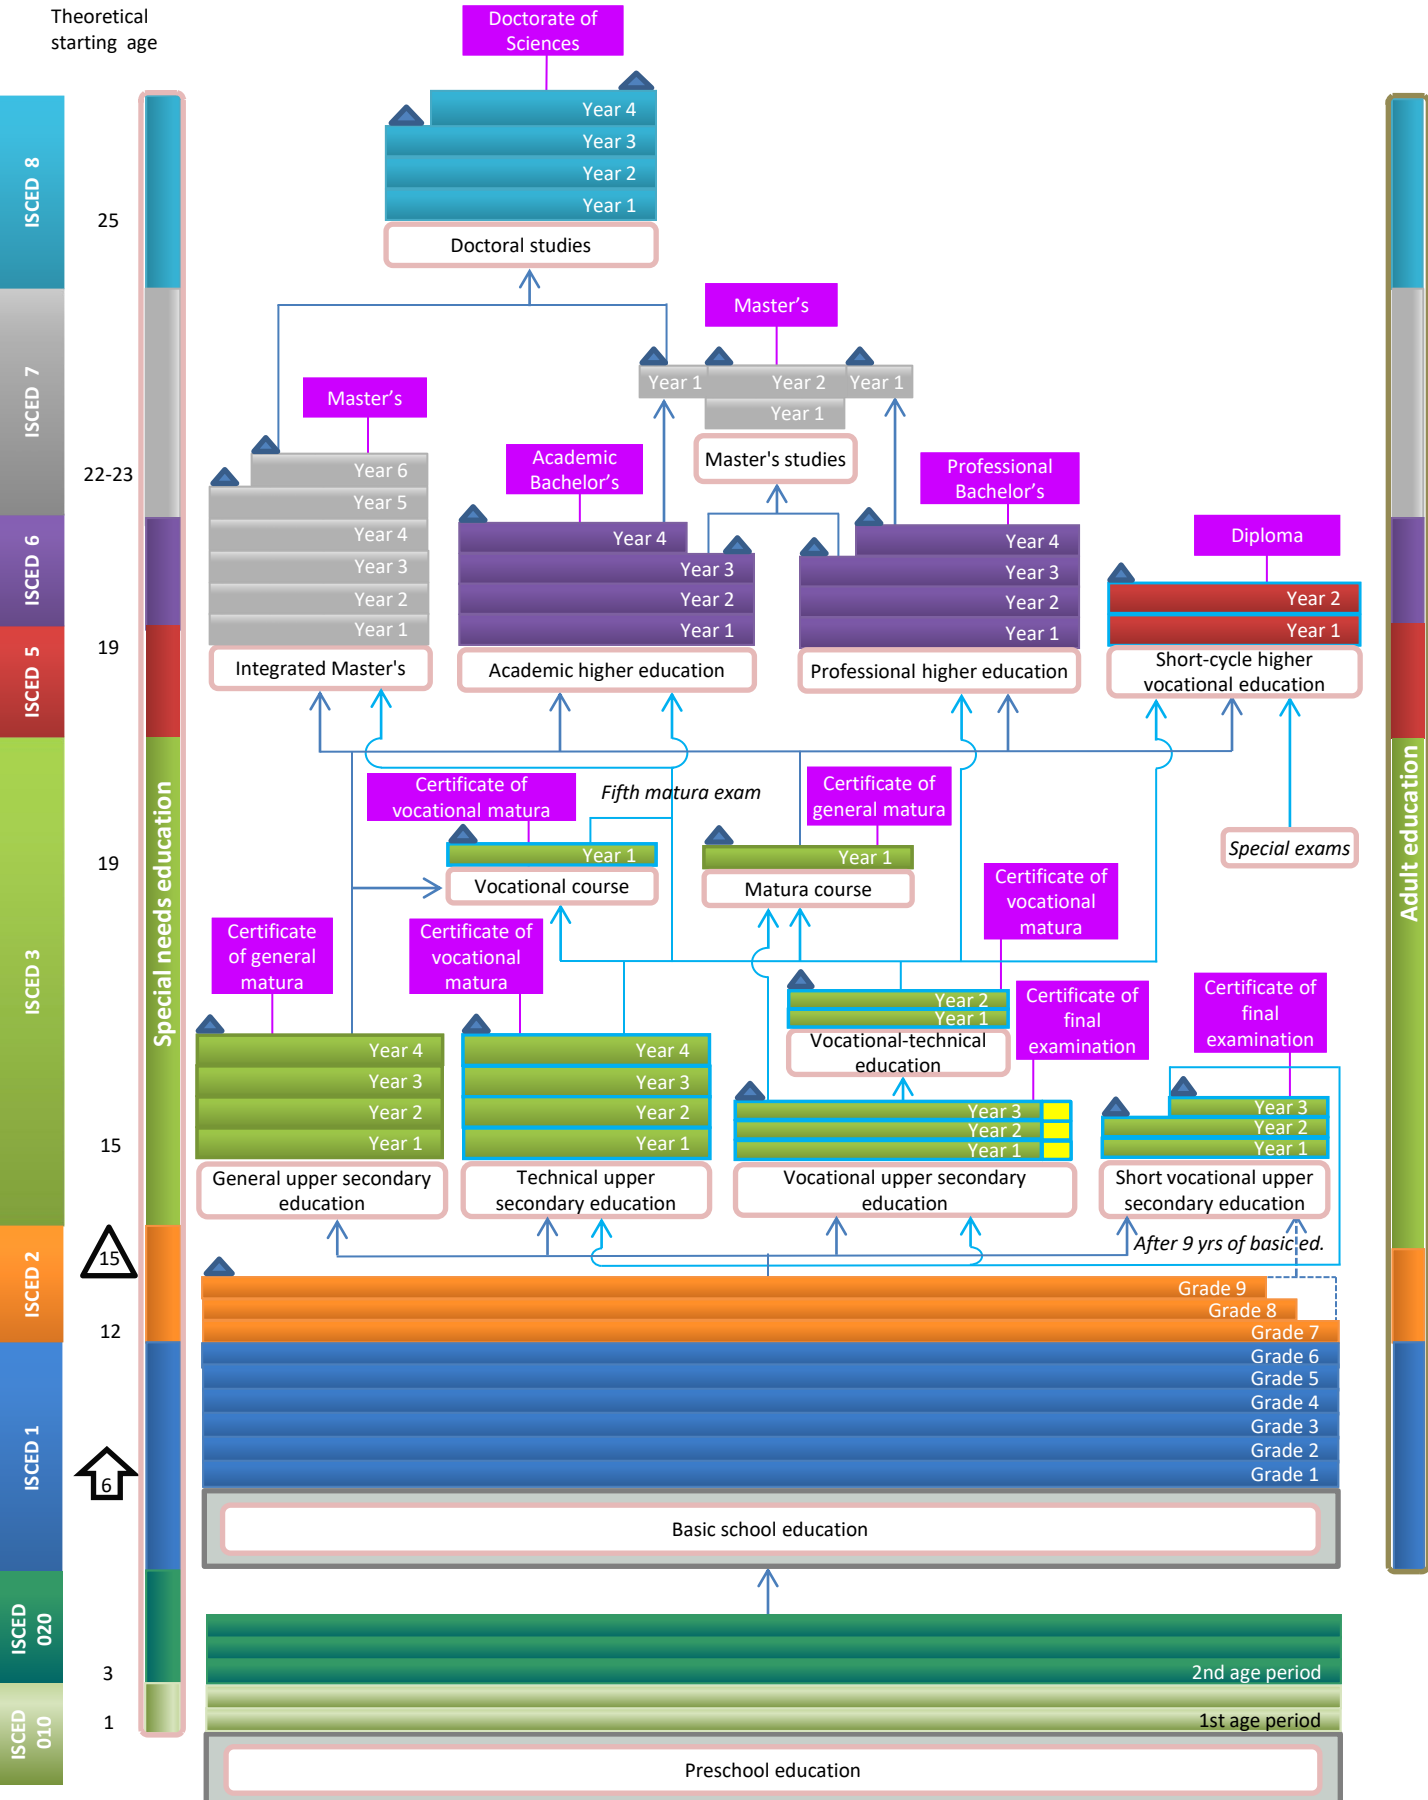 Theoretical
starting age
Doctorate of
Sciences
Year 4
Year 3
Year 2
Year 1
ISCED 8
25
Doctoral studies
Master's
ISCED 7
Year 1
Year 2
Year 1
Year 1
Master's
Master's studies
Academic
Bachelor's
Professional
Bachelor's
22-23
Year 6
Year 5
Year 4
Year 3
Year 2
Year 1
Year 4
Year 3
Year 2
Year 1
Year 4
Year 3
Year 2
Year 1
Diploma
Year 2
Year 1
ISCED 6
ISCED 5
19
Integrated Master's
Academic higher education
Professional higher education
Short-cycle higher
vocational education
Certificate of
vocational matura
Fifth matura exam
Certificate of
general matura
Special needs education
Adult education
Year 1
Year 1
Special exams
19
Vocational course
Matura course
Certificate of
vocational
matura
ISCED 3
Certificate
of general
matura
Certificate of
vocational
matura
Year 2
Year 1
Certificate of
final
examination
Certificate of
final
examination
Vocational-technical
education
Year 4
Year 3
Year 2
Year 1
Year 4
Year 3
Year 2
Year 1
Year 3
Year 2
Year 1
Year 3
Year 2
Year 1
15
General upper secondary
education
Technical upper
secondary education
Vocational upper secondary
education
Short vocational upper
secondary education
After 9 yrs of basic ed.
ISCED 2
15
12
Grade 9
Grade 8
Grade 7
Grade 6
Grade 5
Grade 4
Grade 3
Grade 2
Grade 1
ISCED 1
6
Basic school education
ISCED
020
3
2nd age period
ISCED
010
1
1st age period
Preschool education